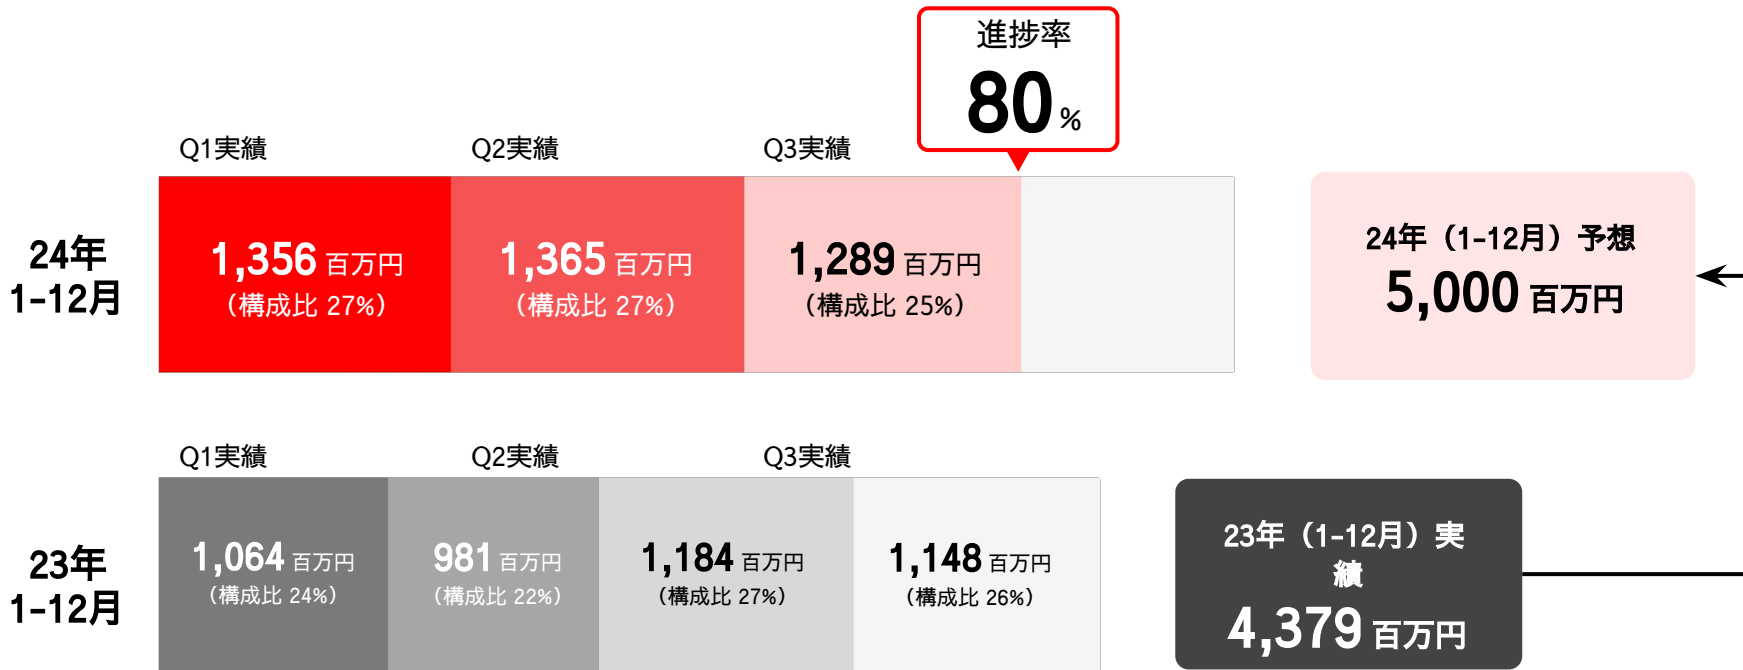 進捗率
80%
Q1実績
Q2実績
Q3実績
24年
1-12月
1,356 百万円
(構成比 27%)
1,365 百万円
(構成比 27%)
1,289 百万円
(構成比 25%)
24年（1-12月）予想
5,000 百万円
Q1実績
Q2実績
Q3実績
23年
1-12月
1,064 百万円
(構成比 24%)
981 百万円
(構成比 22%)
1,184 百万円
(構成比 27%)
1,148 百万円
(構成比 26%)
23年（1-12月）実
績
4,379 百万円